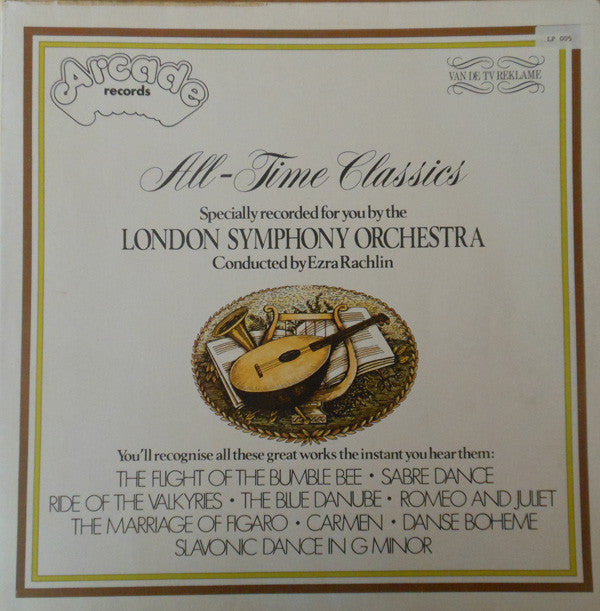 Arcade
records
LP 005
VAN DE TV REKLAME
All-Time Classics
Specially recorded for you by the
LONDON SYMPHONY ORCHESTRA
Conducted by Ezra Rachlin
You'll recognise all these great works the instant you hear them:
THE FLIGHT OF THE BUMBLE BEE • SABRE DANCE
RIDE OF THE VALKYRIES • THE BLUE DANUBE • ROMEO AND JULIET
THE MARRIAGE OF FIGARO • CARMEN • DANSE BOHEME
SLAVONIC DANCE IN G MINOR